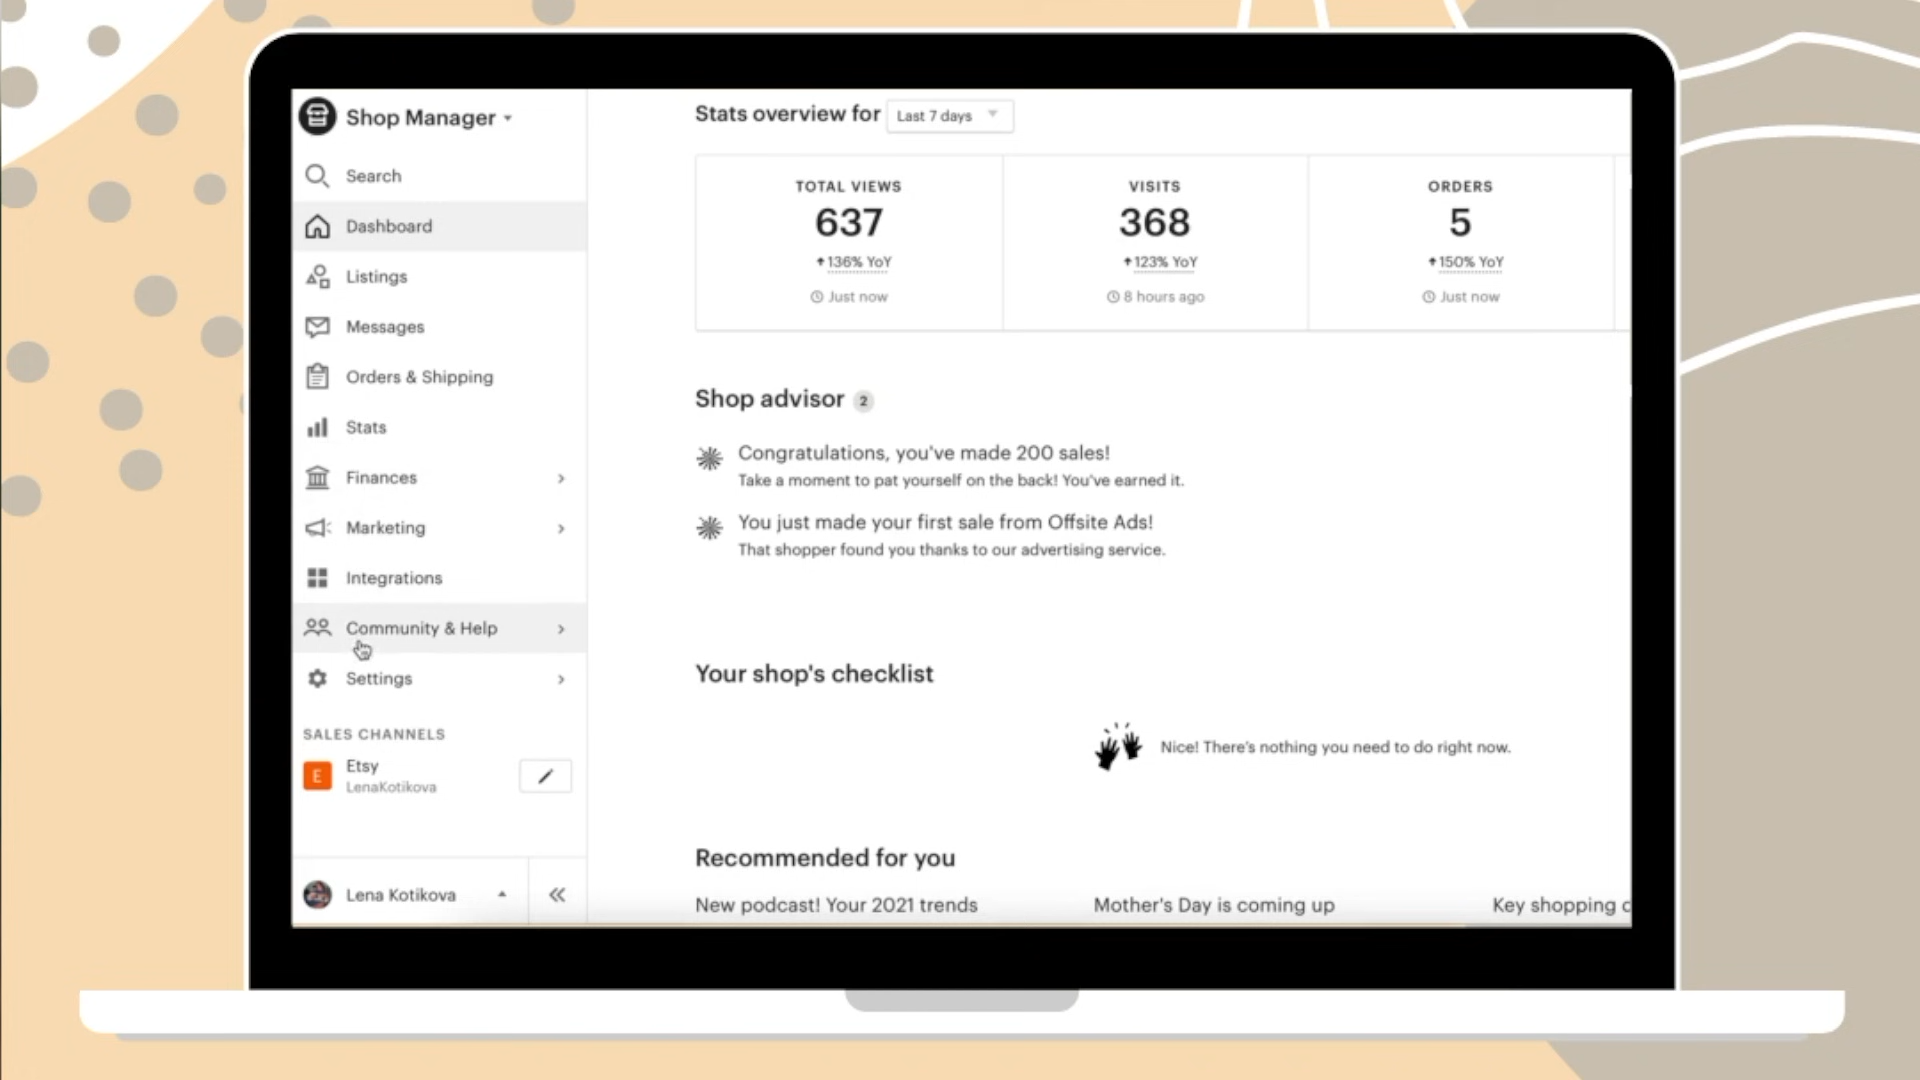 Shop Manager
Search
Dashboard
Listings
Messages
Orders & Shipping
Stats
Finances
Marketing
Integrations
Community & Help
Settings
SALES CHANNELS
E
Etsy
LenaKotikova
Lena Kotikova
Stats overview for
Last 7 days
TOTAL VIEWS
637
136% YoY
Just now
VISITS
368
123% YoY
8 hours ago
ORDERS
5
150% YoY
Just now
Shop advisor 2
Congratulations, you've made 200 sales!
Take a moment to pat yourself on the back! You've earned it.
You just made your first sale from Offsite Ads!
That shopper found you thanks to our advertising service.
Your shop's checklist
Nice! There's nothing you need to do right now.
Recommended for you
New podcast! Your 2021 trends
Mother's Day is coming up
Key shopping